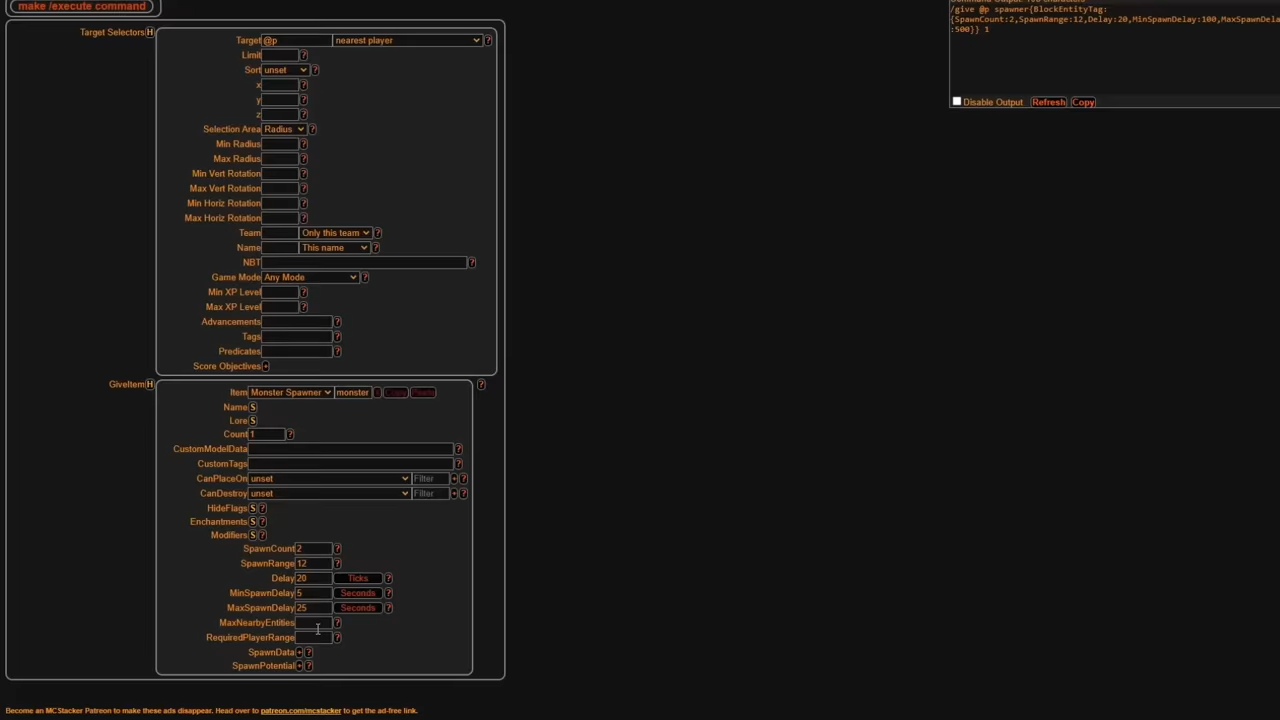 make /execute command
Target Selectors H
Target @p nearest player ?
Limit ?
Sort unset ?
x ?
y ?
z ?
Selection Area Radius ?
Min Radius ?
Max Radius ?
Min Vert Rotation ?
Max Vert Rotation ?
Min Horiz Rotation ?
Max Horiz Rotation ?
Team Only this team ?
Name This name ?
NBT ?
Game Mode Any Mode ?
Min XP Level ?
Max XP Level ?
Advancements ?
Tags ?
Predicates ?
Score Objectives +
GiveItem H ?
Item Monster Spawner monster
Name S
Lore S
Count 1 ?
CustomModelData ?
CustomTags ?
CanPlaceOn unset Filter + ?
CanDestroy unset Filter + ?
HideFlags S ?
Enchantments S ?
Modifiers S ?
SpawnCount 2 ?
SpawnRange 12 ?
Delay 20 Ticks ?
MinSpawnDelay 5 Seconds ?
MaxSpawnDelay 25 Seconds ?
MaxNearbyEntities ?
RequiredPlayerRange ?
SpawnData + ?
SpawnPotential + ?
Become an MCStacker Patreon to make these ads disappear. Head over to patreon.com/mcstacker to get the ad-free link.
/give @p spawner{BlockEntityTag:
{SpawnCount:2,SpawnRange:12,Delay:20,MinSpawnDelay:100,MaxSpawnDela
:500}} 1
Disable Output Refresh Copy